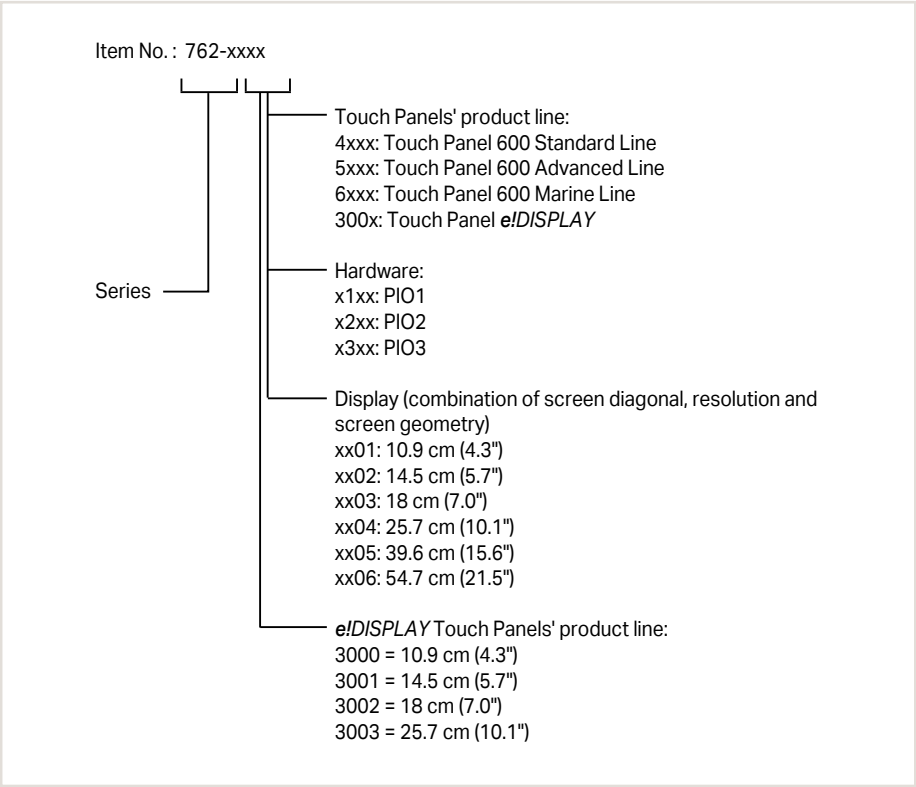 Item No. : 762-xxxx
Touch Panels' product line:
4xxx: Touch Panel 600 Standard Line
5xxx: Touch Panel 600 Advanced Line
6xxx: Touch Panel 600 Marine Line
300x: Touch Panel e!DISPLAY
Series
Hardware:
x1xx: PIO1
x2xx: PIO2
x3xx: PIO3
Display (combination of screen diagonal, resolution and
screen geometry)
xx01: 10.9 cm (4.3")
xx02: 14.5 cm (5.7")
xx03: 18 cm (7.0")
xx04: 25.7 cm (10.1")
xx05: 39.6 cm (15.6")
xx06: 54.7 cm (21.5")
e!DISPLAY Touch Panels' product line:
3000 = 10.9 cm (4.3")
3001 = 14.5 cm (5.7")
3002 = 18 cm (7.0")
3003 = 25.7 cm (10.1")